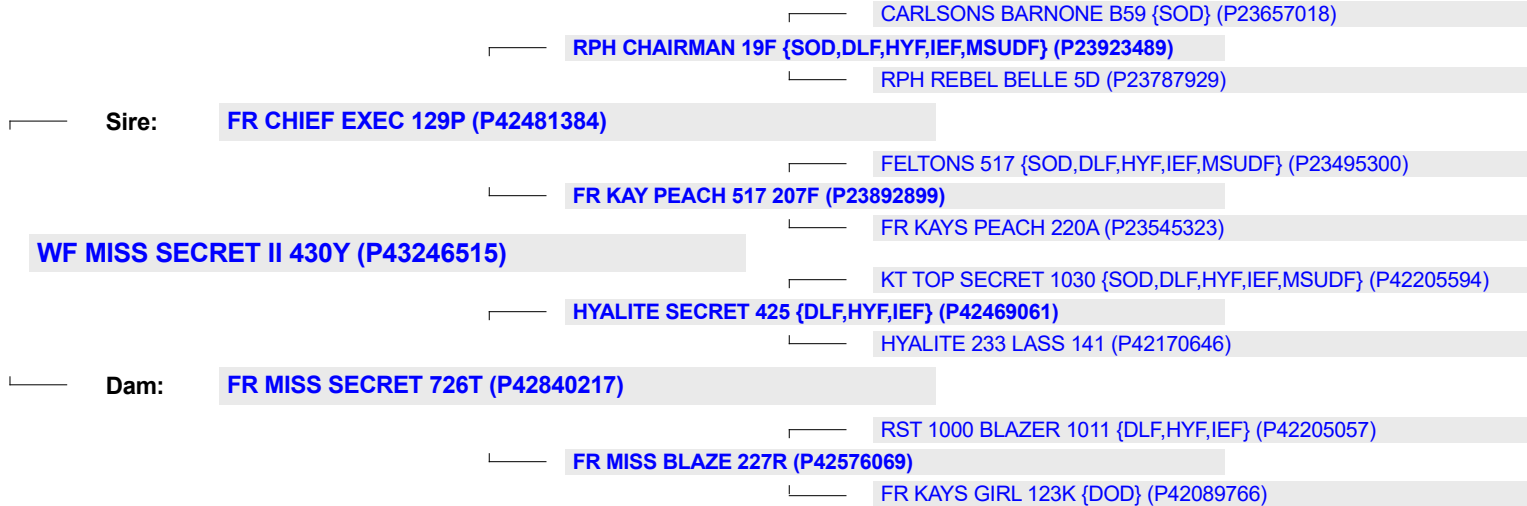 CARLSONS BARNONE B59 {SOD} (P23657018)
RPH CHAIRMAN 19F {SOD,DLF,HYF,IEF,MSUDF} (P23923489)
RPH REBEL BELLE 5D (P23787929)
Sire: FR CHIEF EXEC 129P (P42481384)
FELTONS 517 {SOD,DLF,HYF,IEF,MSUDF} (P23495300)
FR KAY PEACH 517 207F (P23892899)
FR KAYS PEACH 220A (P23545323)
WF MISS SECRET II 430Y (P43246515)
KT TOP SECRET 1030 {SOD,DLF,HYF,IEF,MSUDF} (P42205594)
HYALITE SECRET 425 {DLF,HYF,IEF} (P42469061)
HYALITE 233 LASS 141 (P42170646)
Dam: FR MISS SECRET 726T (P42840217)
RST 1000 BLAZER 1011 {DLF,HYF,IEF} (P42205057)
FR MISS BLAZE 227R (P42576069)
FR KAYS GIRL 123K {DOD} (P42089766)